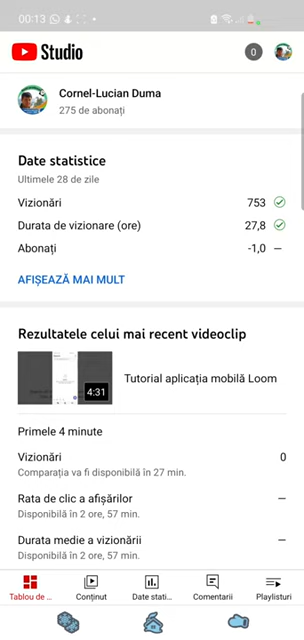 00:13
Studio
0
Cornel-Lucian Duma
275 de abonați
Date statistice
Ultimele 28 de zile
Vizionări 753
Durata de vizionare (ore) 27,8
Abonați -1,0 —
AFIȘEAZĂ MAI MULT
Rezultatele celui mai recent videoclip
4:31
Tutorial aplicația mobilă Loom
Primele 4 minute
Vizionări 0
Comparația va fi disponibilă în 27 min.
Rata de clic a afișărilor —
Disponibilă în 2 ore, 57 min.
Durata medie a vizionării —
Disponibilă în 2 ore, 56 min.
Tablou de ... Conținut Date stati... Comentarii Playlisturi